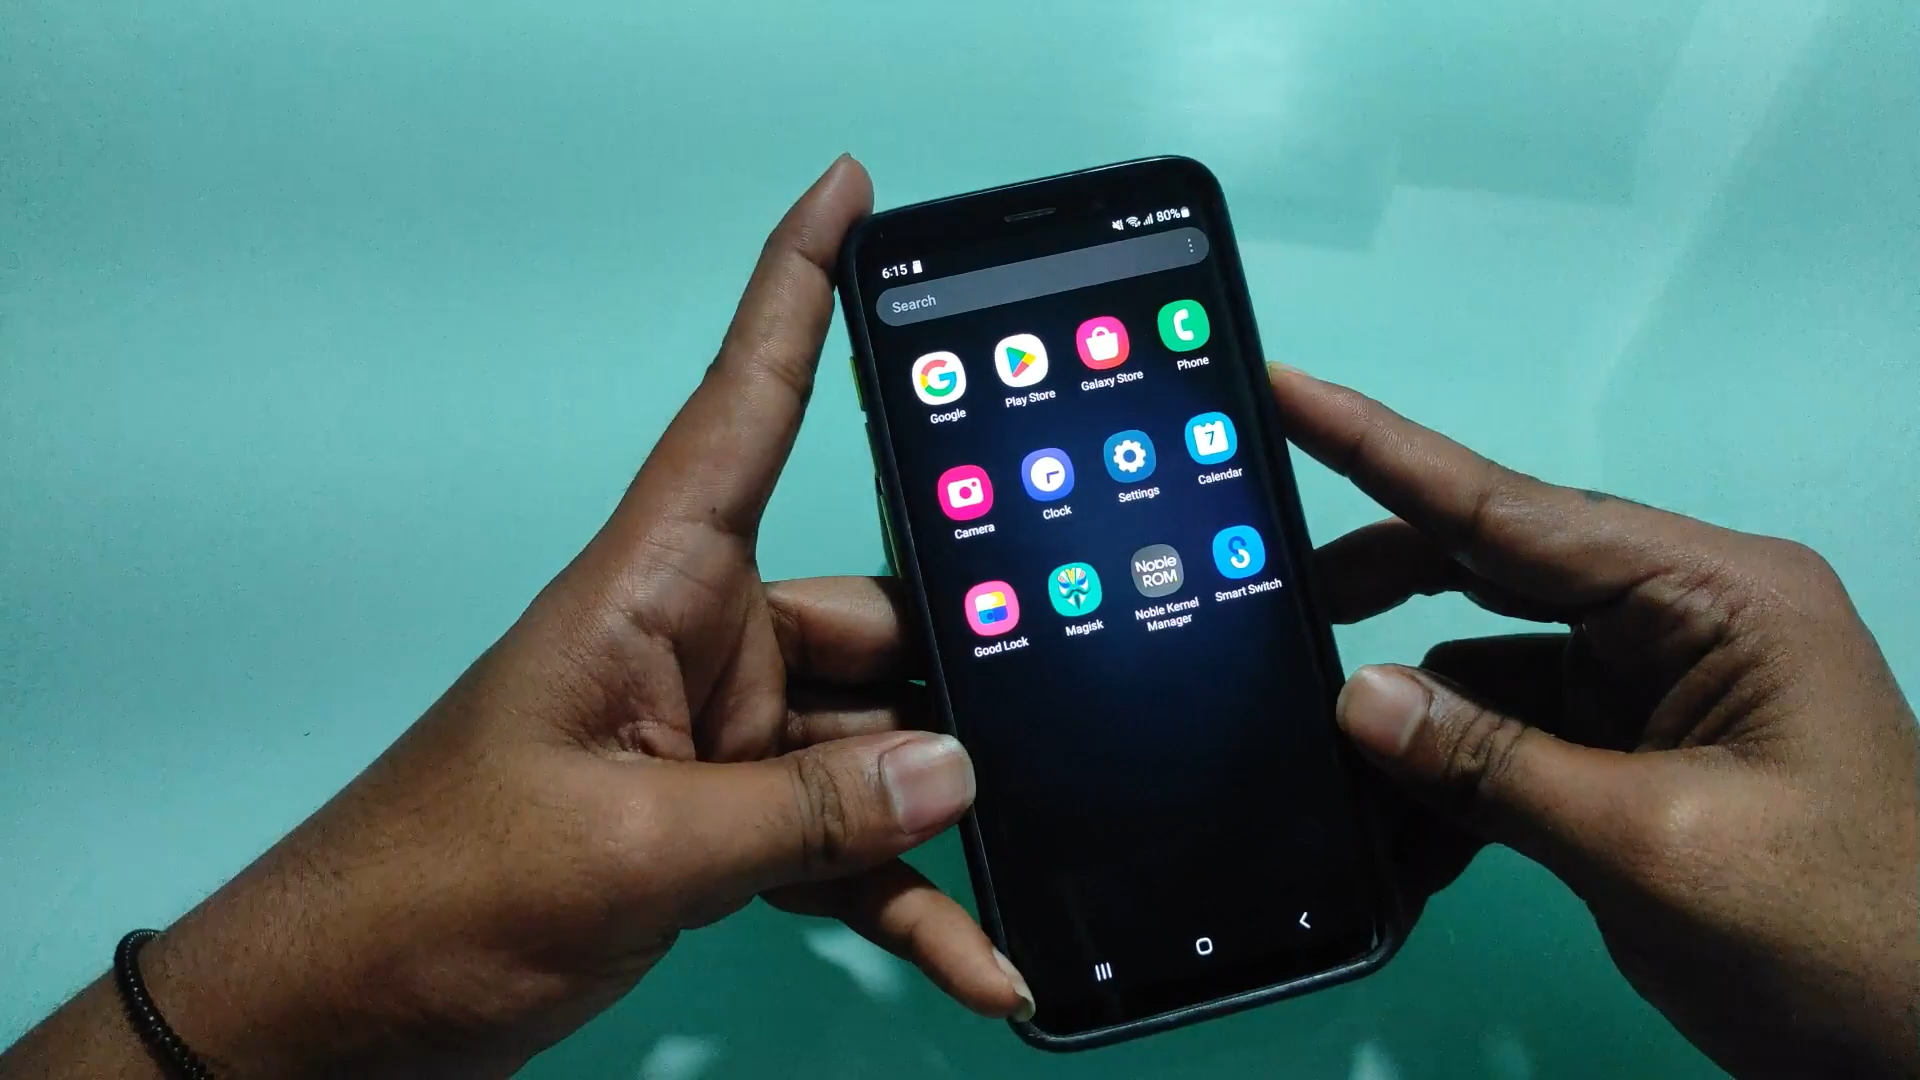 6:15
80%
Search
Google
Play Store
Galaxy Store
Phone
Camera
Clock
Settings
7
Calendar
Good Lock
Magisk
Noble
ROM
Noble Kernel
Manager
Smart Switch